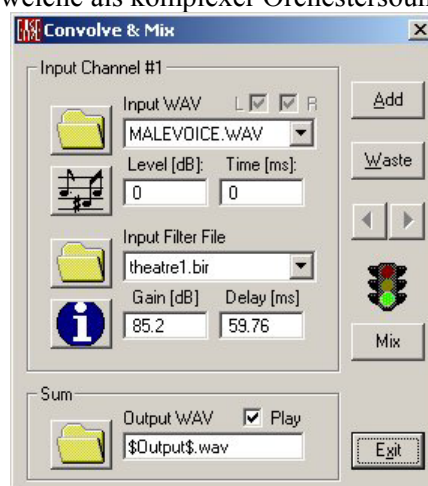 welche als komplexer Orchestersoun
EASE Convolve & Mix
Input Channel #1
Input WAV L R
MALEVOICE.WAV
Level [dB]: Time [ms]:
0 0
Input Filter File
theatre1.bir
Gain [dB] Delay [ms]
85.2 59.76
Add
Waste
Mix
Sum
Output WAV Play
$Output$.wav
Exit